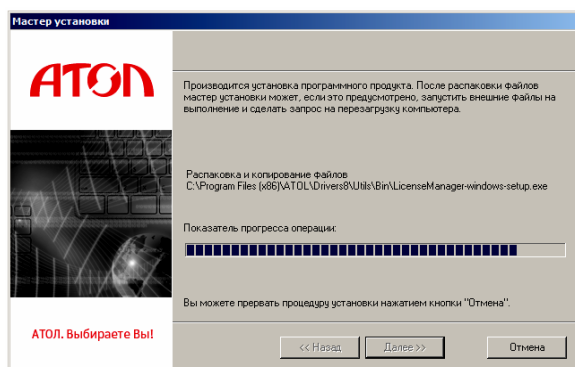 Мастер установки
АТОЛ
Производится установка программного продукта. После распаковки файлов
мастер установки может, если это предусмотрено, запустить внешние файлы на
выполнение и сделать запрос на перезагрузку компьютера.
Распаковка и копирование файлов
C:\Program Files (x86)\ATOL\Drivers8\Utils\Bin\LicenseManager-windows-setup.exe
Показатель прогресса операции:
Вы можете прервать процедуру установки нажатием кнопки "Отмена".
АТОЛ. Выбираете Вы!
<< Назад
Далее >>
Отмена